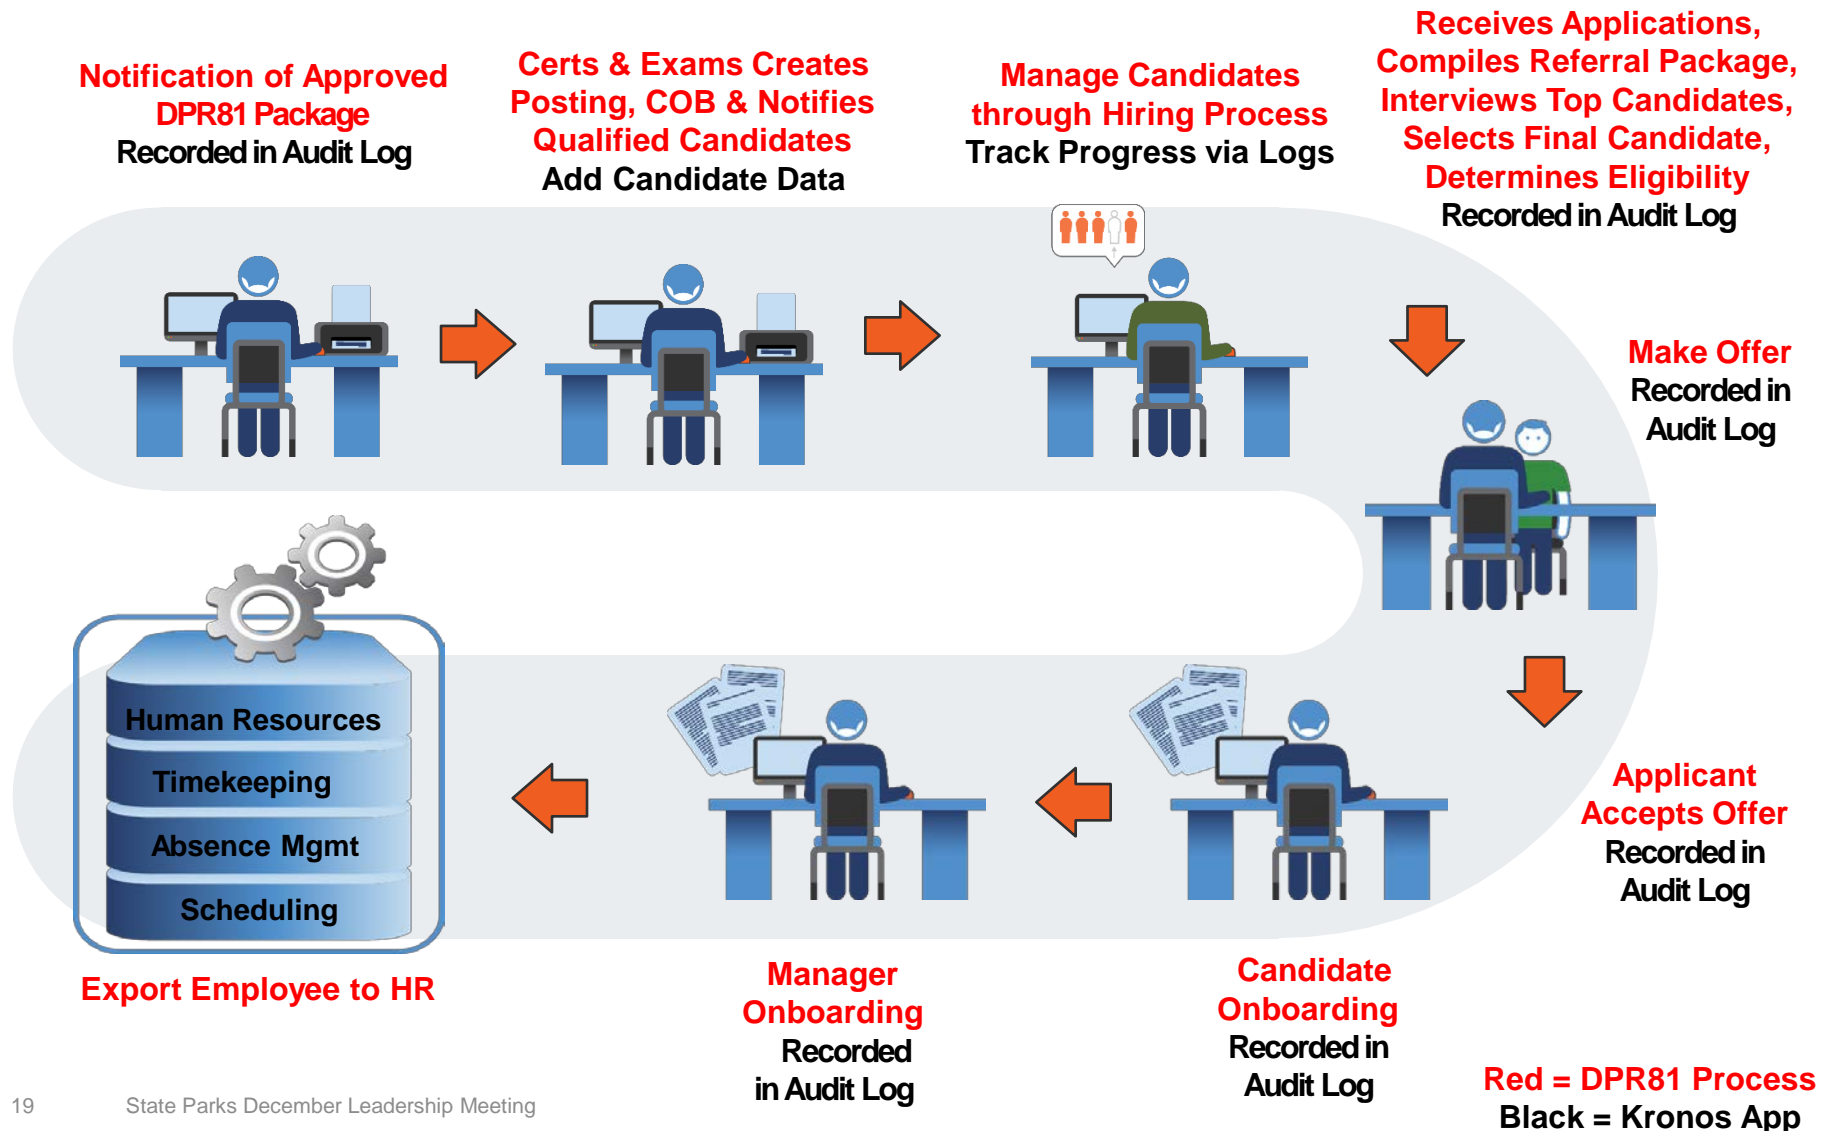 Notification of Approved
DPR81 Package
Recorded in Audit Log
Certs & Exams Creates
Posting, COB & Notifies
Qualified Candidates
Add Candidate Data
Manage Candidates
through Hiring Process
Track Progress via Logs
Receives Applications,
Compiles Referral Package,
Interviews Top Candidates,
Selects Final Candidate,
Determines Eligibility
Recorded in Audit Log
Make Offer
Recorded in
Audit Log
Applicant
Accepts Offer
Recorded in
Audit Log
Candidate
Onboarding
Recorded in
Audit Log
Manager
Onboarding
Recorded
in Audit Log
Human Resources
Timekeeping
Absence Mgmt
Scheduling
Export Employee to HR
Red = DPR81 Process
Black = Kronos App
19
State Parks December Leadership Meeting